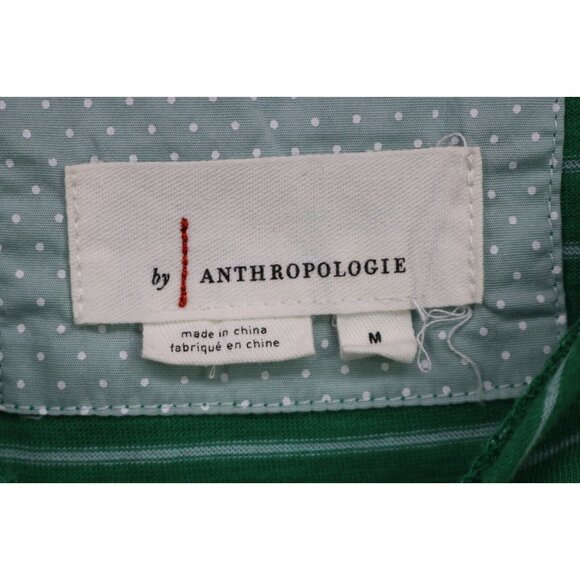 by ANTHROPOLOGIE
made in china
fabriqué en chine
M